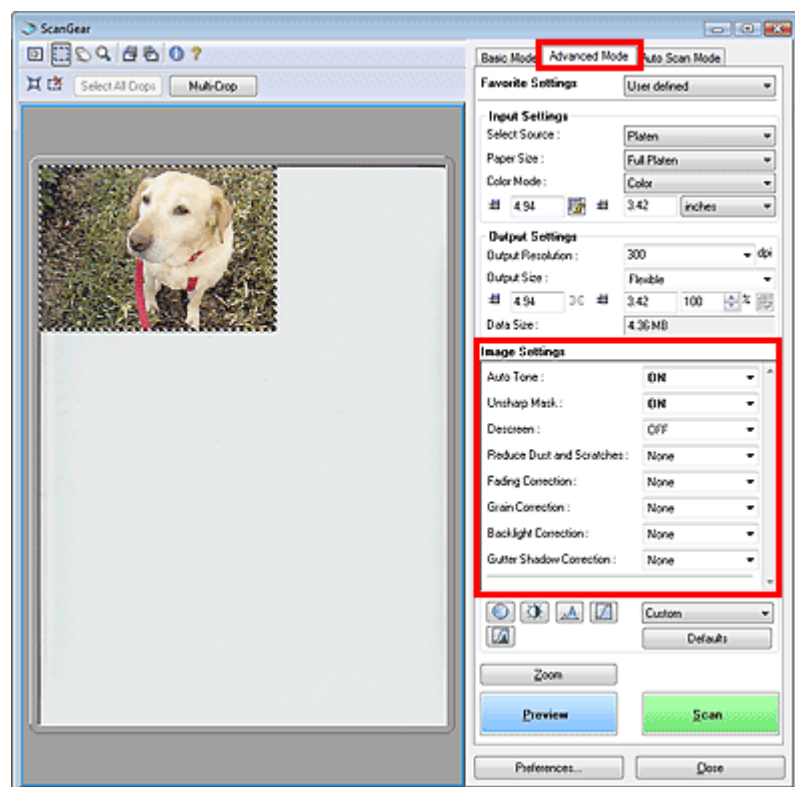 ScanGear
Basic Mode Advanced Mode Auto Scan Mode
Select All Crops Multi-Crop
Favorite Settings User defined
Input Settings
Select Source : Platen
Paper Size : Full Platen
Color Mode : Color
4.94 3.42 inches
Output Settings
Output Resolution : 300 dpi
Output Size : Flexible
4.94 3.42 100 %
Data Size : 4.36 MB
Image Settings
Auto Tone : ON
Unsharp Mask : ON
Descreen : OFF
Reduce Dust and Scratches : None
Fading Correction : None
Grain Correction : None
Backlight Correction : None
Gutter Shadow Correction : None
Custom
Defaults
Zoom
Preview Scan
Preferences... Close